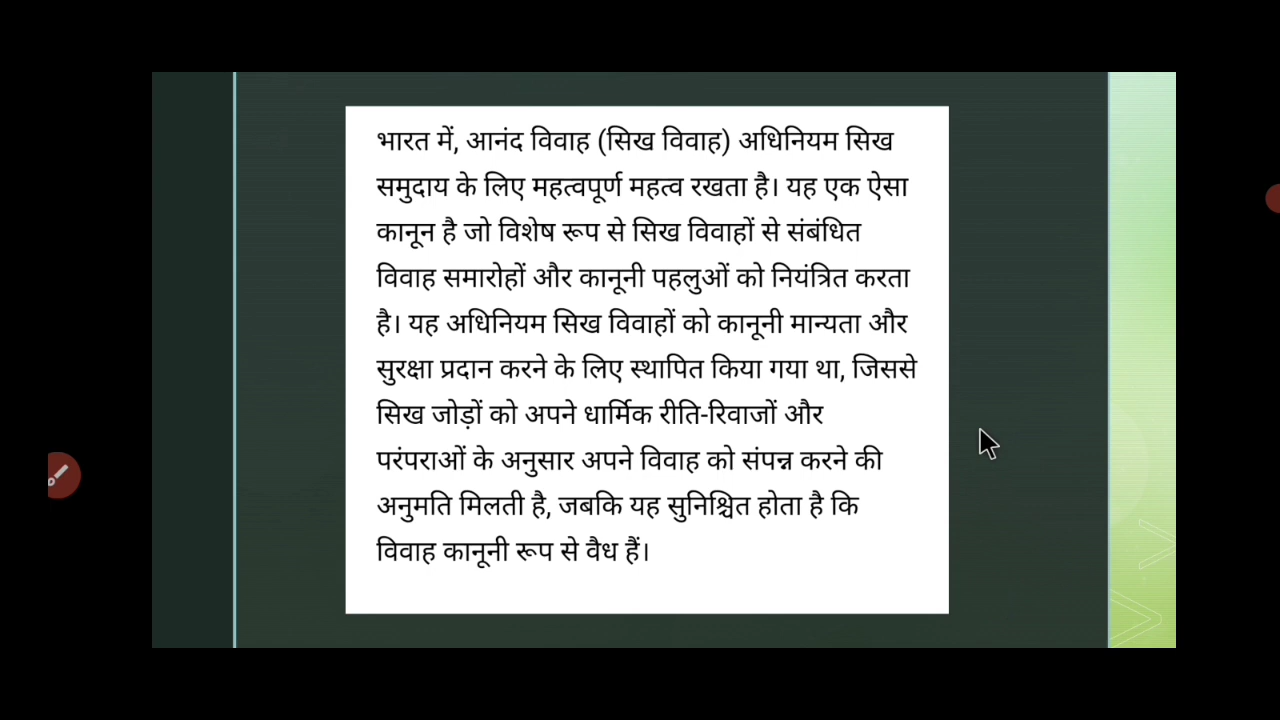 भारत में, आनंद विवाह (सिख विवाह) अधिनियम सिख
समुदाय के लिए महत्वपूर्ण महत्व रखता है। यह एक ऐसा
कानून है जो विशेष रूप से सिख विवाहों से संबंधित
विवाह समारोहों और कानूनी पहलुओं को नियंत्रित करता
है। यह अधिनियम सिख विवाहों को कानूनी मान्यता और
सुरक्षा प्रदान करने के लिए स्थापित किया गया था, जिससे
सिख जोड़ों को अपने धार्मिक रीति-रिवाजों और
परंपराओं के अनुसार अपने विवाह को संपन्न करने की
अनुमति मिलती है, जबकि यह सुनिश्चित होता है कि
विवाह कानूनी रूप से वैध हैं।